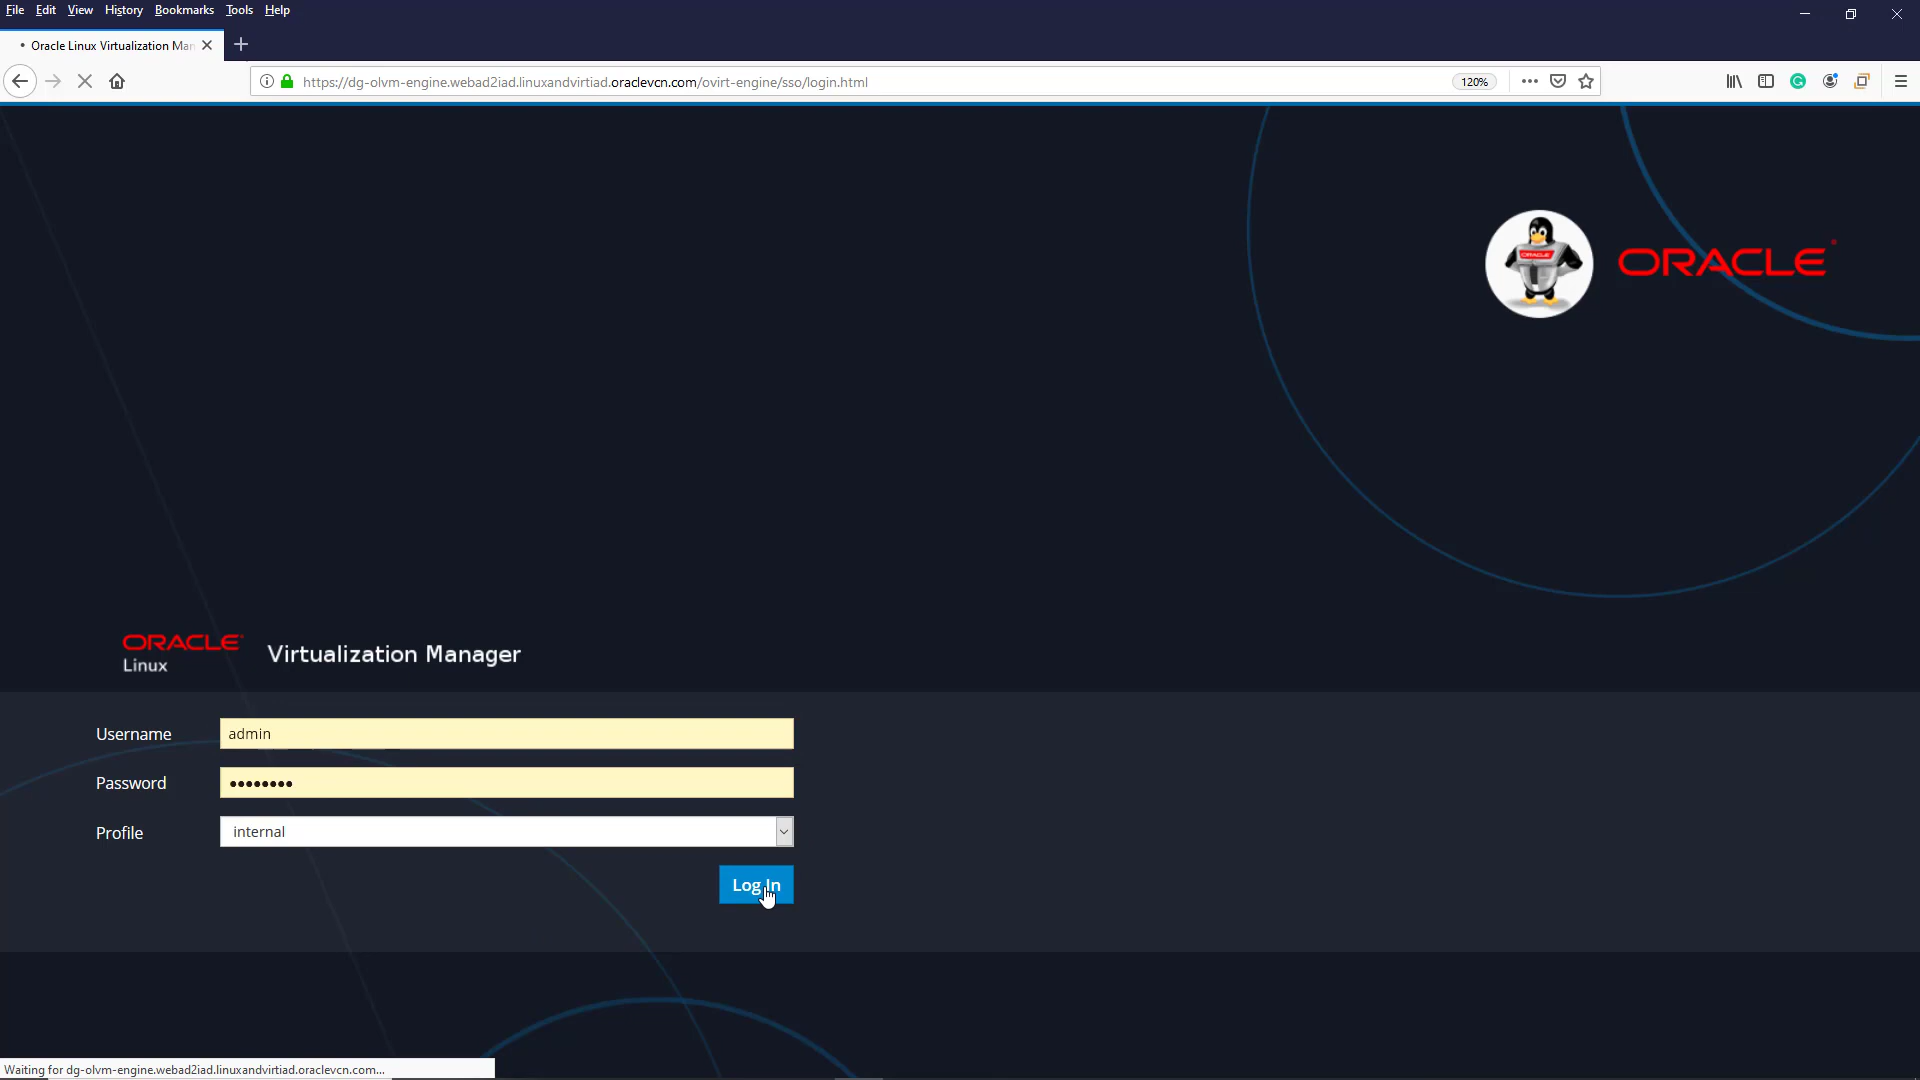 File Edit View History Bookmarks Tools Help
Oracle Linux Virtualization Man
https://dg-olvm-engine.webad2iad.linuxandvirtiad.oraclevcn.com/ovirt-engine/sso/login.html
120%
ORACLE
ORACLE
ORACLE
Linux
Virtualization Manager
Username
admin
Password
Profile
internal
Log In
Waiting for dg-olvm-engine.webad2iad.linuxandvirtiad.oraclevcn.com...